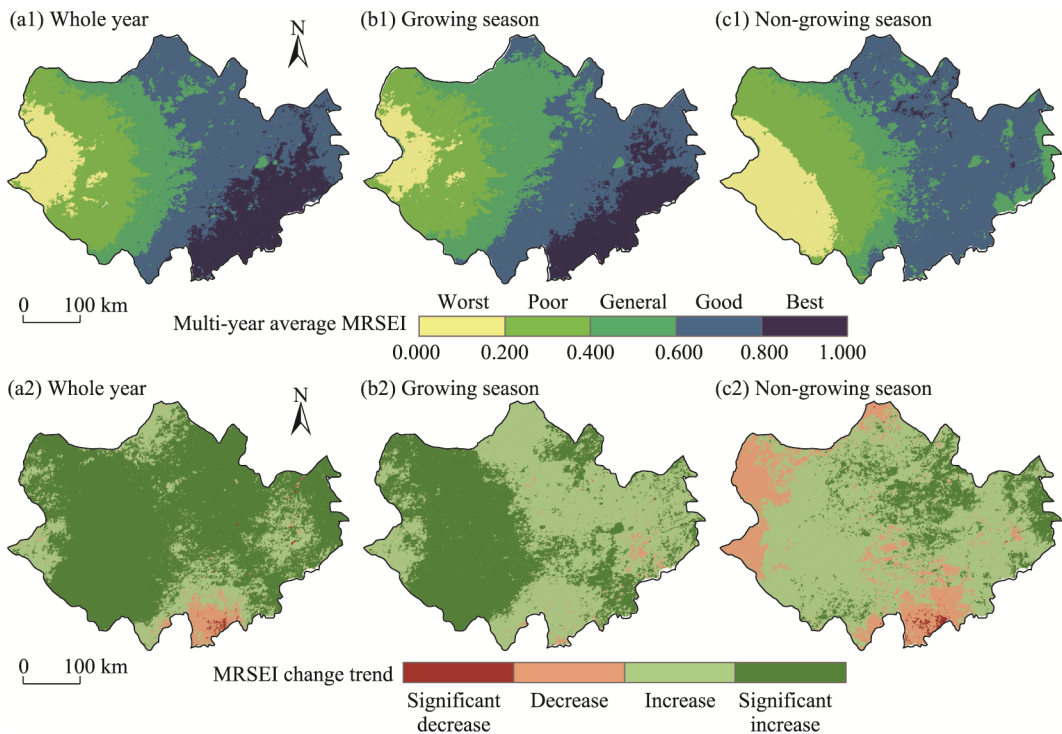 (a1) Whole year
(b1) Growing season
(c1) Non-growing season
N
N
0 100 km
Worst Poor General Good Best
Multi-year average MRSEI
0.000 0.200 0.400 0.600 0.800 1.000
(a2) Whole year
(b2) Growing season
(c2) Non-growing season
N
0 100 km
MRSEI change trend
Significant decrease
Decrease
Increase
Significant increase